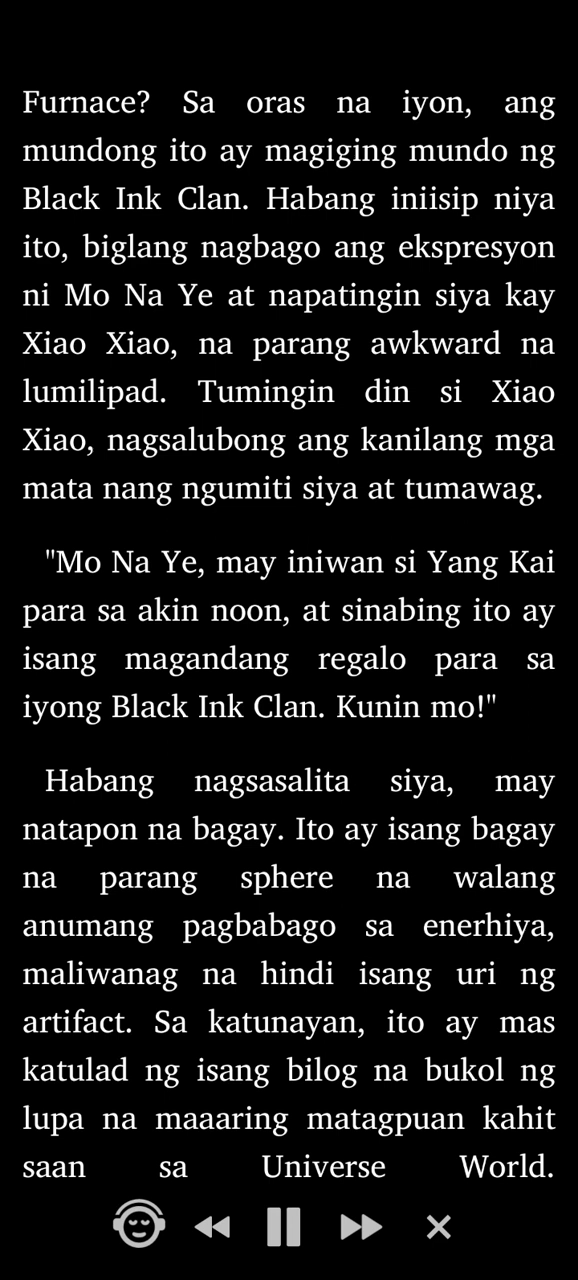 Furnace? Sa oras na iyon, ang
mundong ito ay magiging mundo ng
Black Ink Clan. Habang iniisip niya
ito, biglang nagbago ang ekspresyon
ni Mo Na Ye at napatingin siya kay
Xiao Xiao, na parang awkward na
lumilipad. Tumingin din si Xiao
Xiao, nagsalubong ang kanilang mga
mata nang ngumiti siya at tumawag.
"Mo Na Ye, may iniwan si Yang Kai
para sa akin noon, at sinabing ito ay
isang magandang regalo para sa
iyong Black Ink Clan. Kunin mo!"
Habang nagsasalita siya, may
natapon na bagay. Ito ay isang bagay
na parang sphere na walang
anumang pagbabago sa enerhiya,
maliwanag na hindi isang uri ng
artifact. Sa katunayan, ito ay mas
katulad ng isang bilog na bukol ng
lupa na maaaring matagpuan kahit
saan sa Universe World.